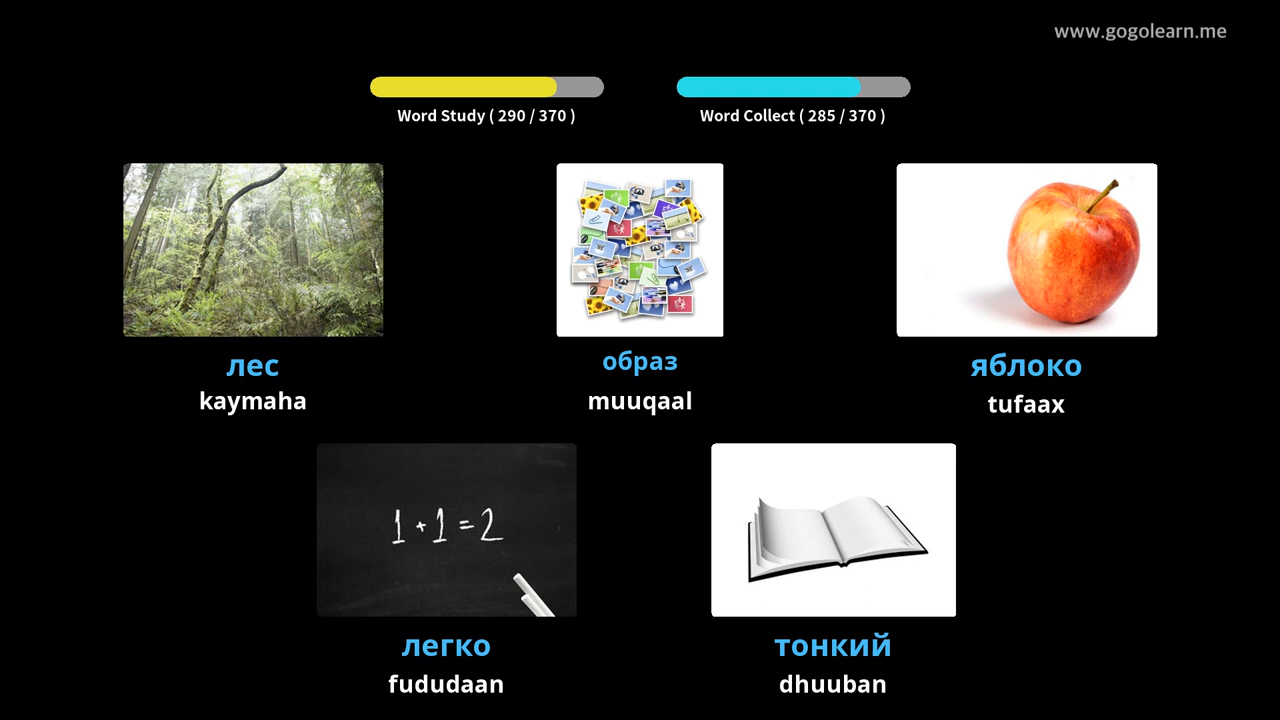 www.gogolearn.me
Word Study ( 290 / 370 )
Word Collect ( 285 / 370 )
лес
kaymaha
образ
muuqaal
яблоко
tufaax
1 + 1 = 2
легко
fududaan
тонкий
dhuuban